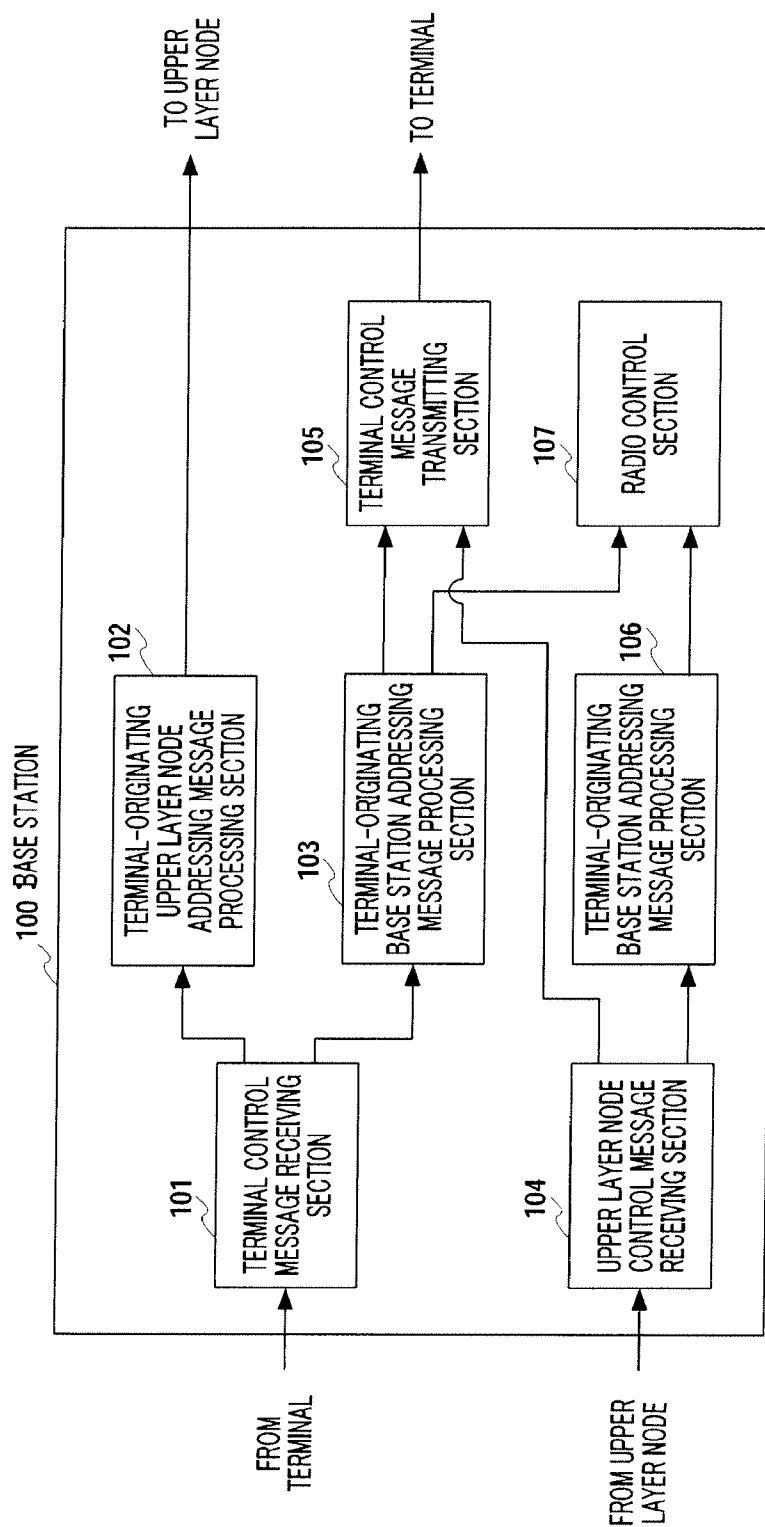 100 BASE STATION
FROM
TERMINAL
101
TERMINAL CONTROL
MESSAGE RECEIVING
SECTION
102
TERMINAL-ORIGINATING
UPPER LAYER NODE
ADDRESSING MESSAGE
PROCESSING SECTION
TO UPPER
LAYER NODE
103
TERMINAL-ORIGINATING
BASE STATION ADDRESSING
MESSAGE PROCESSING
SECTION
105
TERMINAL CONTROL
MESSAGE
TRANSMITTING
SECTION
TO TERMINAL
FROM UPPER
LAYER NODE
104
UPPER LAYER NODE
CONTROL MESSAGE
RECEIVING SECTION
106
TERMINAL-ORIGINATING
BASE STATION ADDRESSING
MESSAGE PROCESSING
SECTION
107
RADIO CONTROL
SECTION